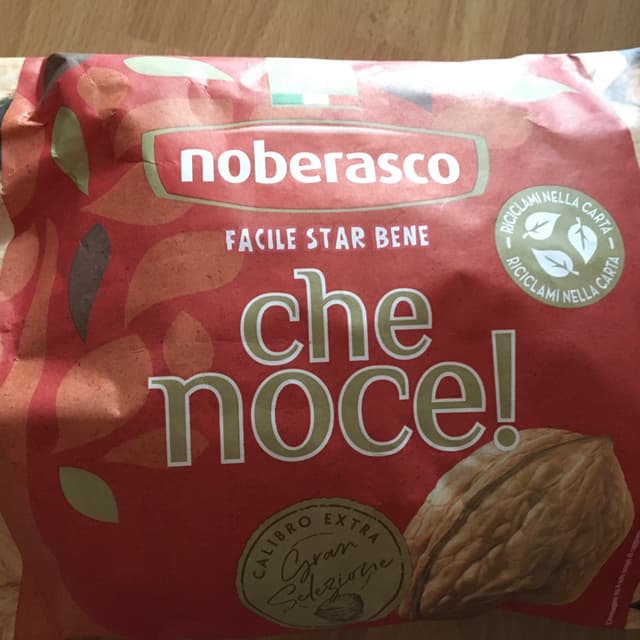 noberasco
FACILE STAR BENE
RICICLAMI NELLA CARTA
RICICLAMI NELLA CARTA
che
noce!
CALIBRO EXTRA
Gran
Selezione